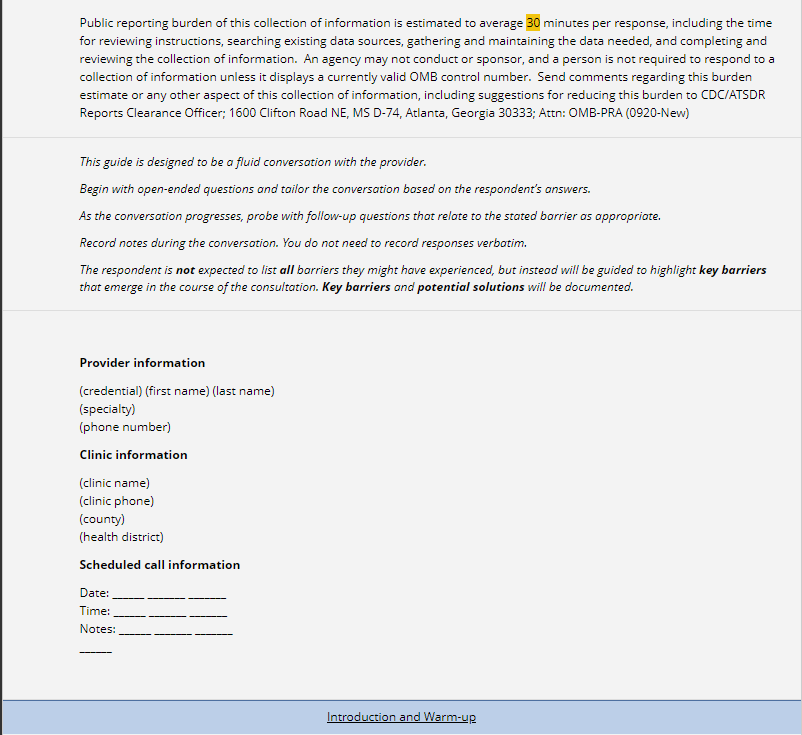 Public reporting burden of this collection of information is estimated to average 30 minutes per response, including the time
for reviewing instructions, searching existing data sources, gathering and maintaining the data needed, and completing and
reviewing the collection of information.  An agency may not conduct or sponsor, and a person is not required to respond to a
collection of information unless it displays a currently valid OMB control number.  Send comments regarding this burden
estimate or any other aspect of this collection of information, including suggestions for reducing this burden to CDC/ATSDR
Reports Clearance Officer; 1600 Clifton Road NE, MS D-74, Atlanta, Georgia 30333; Attn: OMB-PRA (0920-New)
This guide is designed to be a fluid conversation with the provider.
Begin with open-ended questions and tailor the conversation based on the respondent's answers.
As the conversation progresses, probe with follow-up questions that relate to the stated barrier as appropriate.
Record notes during the conversation. You do not need to record responses verbatim.
The respondent is not expected to list all barriers they might have experienced, but instead will be guided to highlight key barriers
that emerge in the course of the consultation. Key barriers and potential solutions will be documented.
Provider information
(credential) (first name) (last name)
(specialty)
(phone number)
Clinic information
(clinic name)
(clinic phone)
(county)
(health district)
Scheduled call information
Date: _____ ______ ______
Time: _____ ______ ______
Notes: _____ ______ ______
_____
Introduction and Warm-up